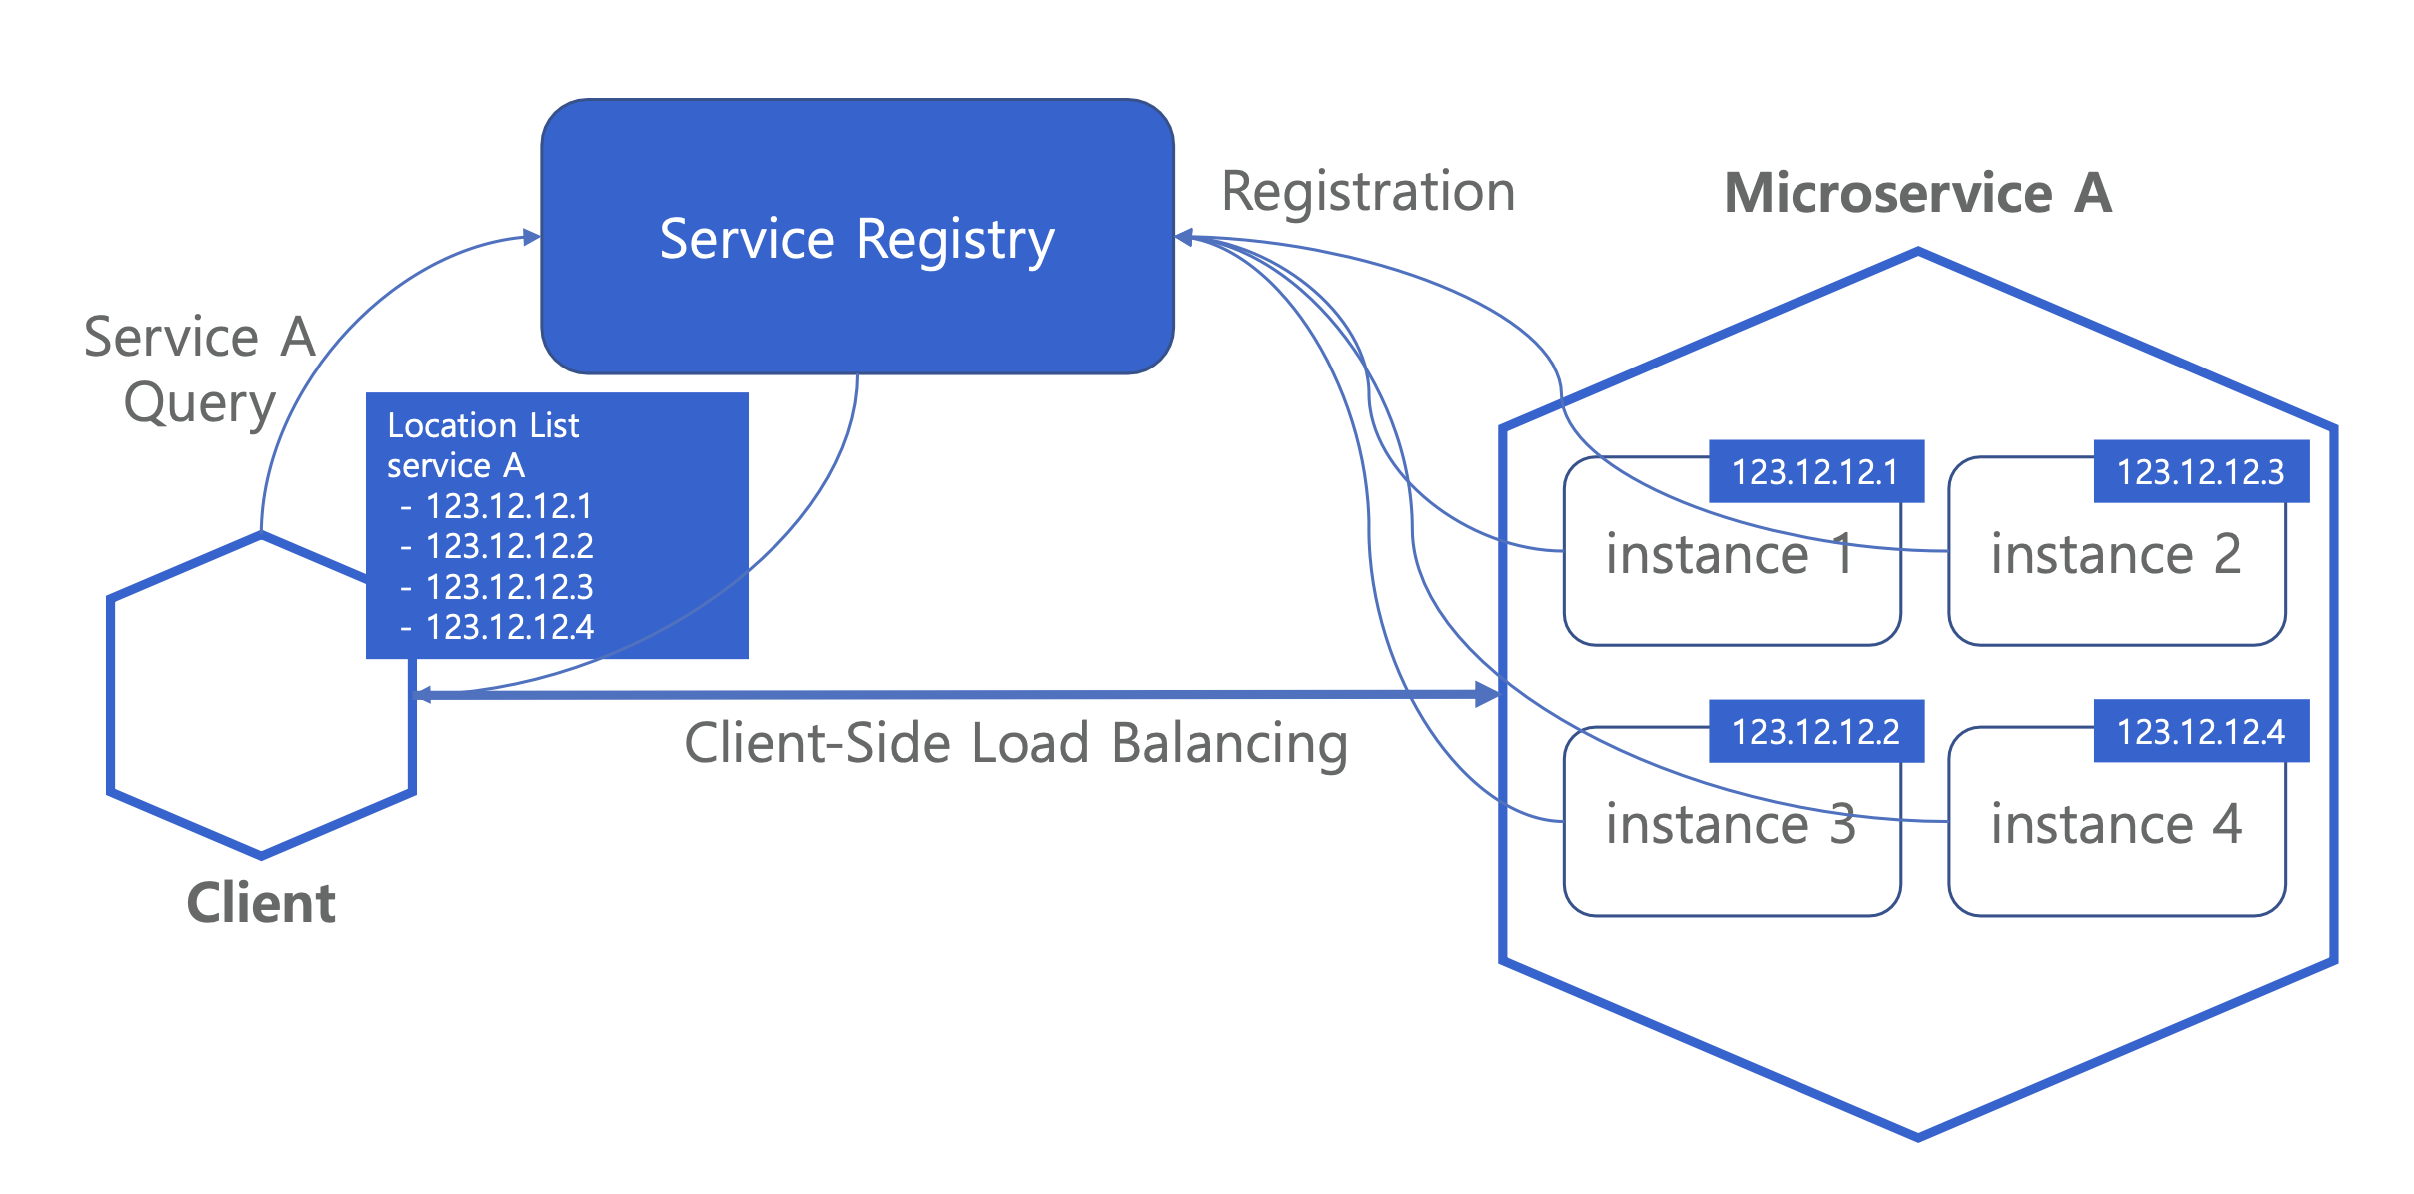 Service Registry
Registration
Microservice A
Service A
Query
Location List
service A
- 123.12.12.1
- 123.12.12.2
- 123.12.12.3
- 123.12.12.4
Client-Side Load Balancing
Client
123.12.12.1
instance 1
123.12.12.3
instance 2
123.12.12.2
instance 3
123.12.12.4
instance 4